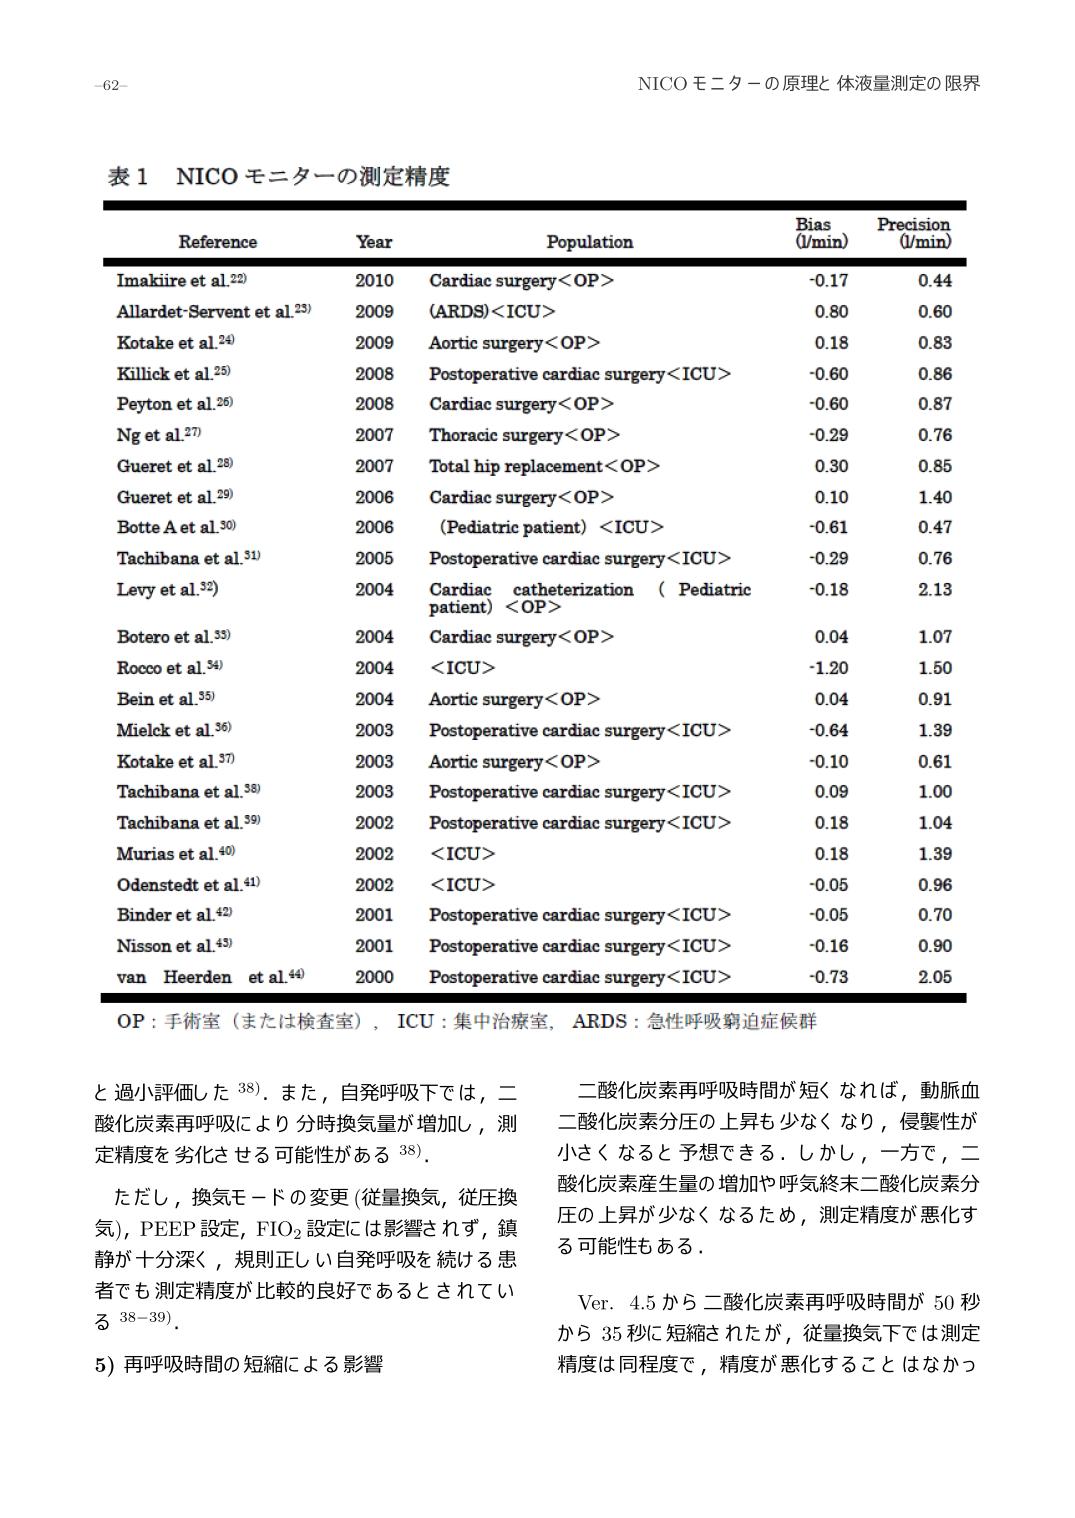 –62–
NICO モニターの原理と体液量測定の限界
表 1　NICO モニターの測定精度
Reference Year Population Bias (l/min) Precision (l/min)
Imakiire et al.22) 2010 Cardiac surgery＜OP＞ -0.17 0.44
Allardet-Servent et al.23) 2009 (ARDS)＜ICU＞ 0.80 0.60
Kotake et al.24) 2009 Aortic surgery＜OP＞ 0.18 0.83
Killick et al.25) 2008 Postoperative cardiac surgery＜ICU＞ -0.60 0.86
Peyton et al.26) 2008 Cardiac surgery＜OP＞ -0.60 0.87
Ng et al.27) 2007 Thoracic surgery＜OP＞ -0.29 0.76
Gueret et al.28) 2007 Total hip replacement＜OP＞ 0.30 0.85
Gueret et al.29) 2006 Cardiac surgery＜OP＞ 0.10 1.40
Botte A et al.30) 2006 （Pediatric patient）＜ICU＞ -0.61 0.47
Tachibana et al.31) 2005 Postoperative cardiac surgery＜ICU＞ -0.29 0.76
Levy et al.32) 2004 Cardiac catheterization （ Pediatric -0.18 2.13
patient）＜OP＞
Botero et al.33) 2004 Cardiac surgery＜OP＞ 0.04 1.07
Rocco et al.34) 2004 ＜ICU＞ -1.20 1.50
Bein et al.35) 2004 Aortic surgery＜OP＞ 0.04 0.91
Mielck et al.36) 2003 Postoperative cardiac surgery＜ICU＞ -0.64 1.39
Kotake et al.37) 2003 Aortic surgery＜OP＞ -0.10 0.61
Tachibana et al.38) 2003 Postoperative cardiac surgery＜ICU＞ 0.09 1.00
Tachibana et al.39) 2002 Postoperative cardiac surgery＜ICU＞ 0.18 1.04
Murias et al.40) 2002 ＜ICU＞ 0.18 1.39
Odenstedt et al.41) 2002 ＜ICU＞ -0.05 0.96
Binder et al.42) 2001 Postoperative cardiac surgery＜ICU＞ -0.05 0.70
Nisson et al.43) 2001 Postoperative cardiac surgery＜ICU＞ -0.16 0.90
van Heerden et al.44) 2000 Postoperative cardiac surgery＜ICU＞ -0.73 2.05
OP：手術室（または検査室）， ICU：集中治療室， ARDS：急性呼吸窮迫症候群
と過小評価した 38)．また，自発呼吸下では，二
酸化炭素再呼吸により分時換気量が増加し，測
定精度を劣化させる可能性がある 38)．
ただし，換気モードの変更 (従量換気，従圧換
気)，PEEP 設定，FIO2 設定には影響されず，鎮
静が十分深く，規則正しい自発呼吸を続ける患
者でも測定精度が比較的良好であるとされてい
る 38−39)．
5) 再呼吸時間の短縮による影響
二酸化炭素再呼吸時間が短くなれば，動脈血
二酸化炭素分圧の上昇も少なくなり，侵襲性が
小さくなると予想できる．しかし，一方で，二
酸化炭素産生量の増加や呼気終末二酸化炭素分
圧の上昇が少なくなるため，測定精度が悪化す
る可能性もある．
Ver. 4.5 から二酸化炭素再呼吸時間が 50 秒
から 35 秒に短縮されたが，従量換気下では測定
精度は同程度で，精度が悪化することはなかっ